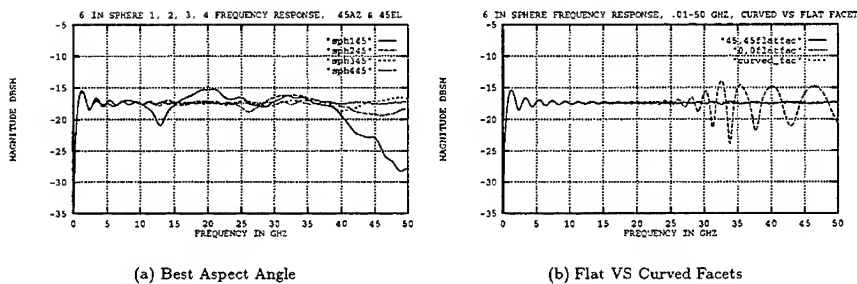 6 IN SPHERE 1, 2, 3, 4 FREQUENCY RESPONSE, 45AZ & 45EL
"sph145"
"sph245"
"sph345"
"sph445"
MAGNITUDE DBSM
-5
-10
-15
-20
-25
-30
-35
0 5 10 15 20 25 30 35 40 45 50
FREQUENCY IN GHZ
(a) Best Aspect Angle
6 IN SPHERE FREQUENCY RESPONSE, .01-50 GHZ, CURVED VS FLAT FACET
"45,45flatfac"
"0,0flatfac"
"curved_fac"
MAGNITUDE DBSM
-5
-10
-15
-20
-25
-30
-35
0 5 10 15 20 25 30 35 40 45 50
FREQUENCY IN GHZ
(b) Flat VS Curved Facets